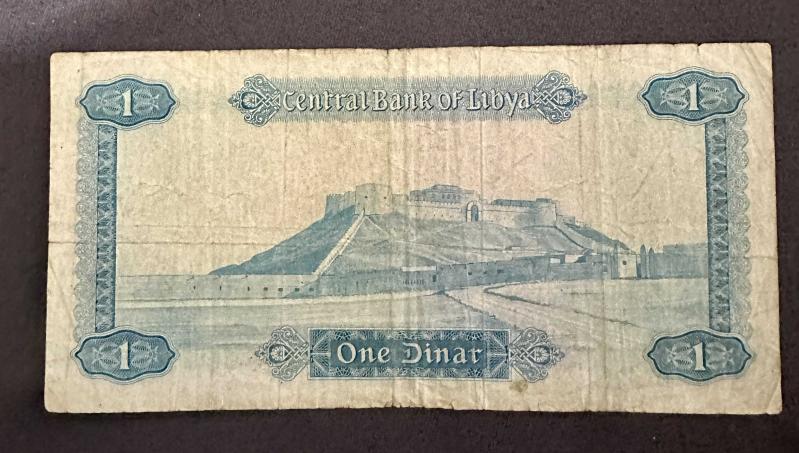 1 Central Bank of Libya 1
1 One Dinar 1